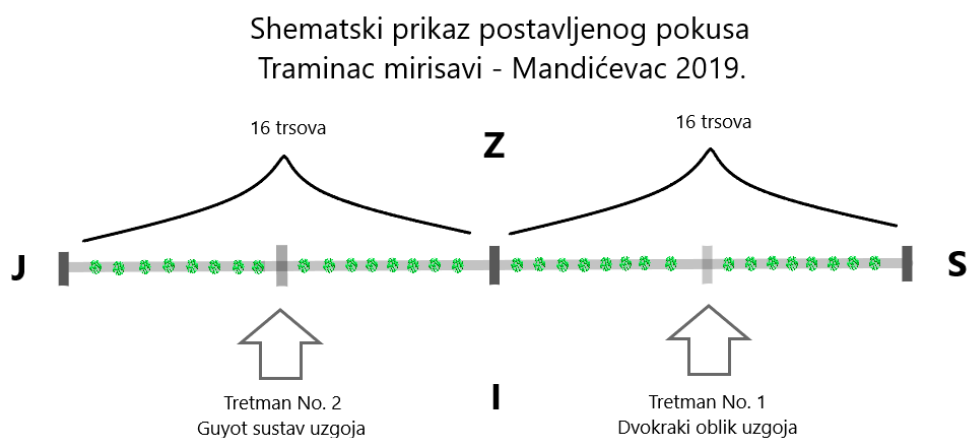 Shematski prikaz postavljenog pokusa
Traminac mirisavi - Mandićevac 2019.
16 trsova
16 trsova
Z
J
S
I
Tretman No. 2
Guyot sustav uzgoja
Tretman No. 1
Dvokraki oblik uzgoja